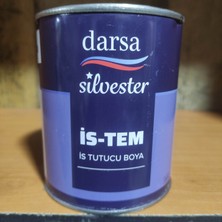 darsa
silvester
İS-TEM
İS TUTUCU BOYA